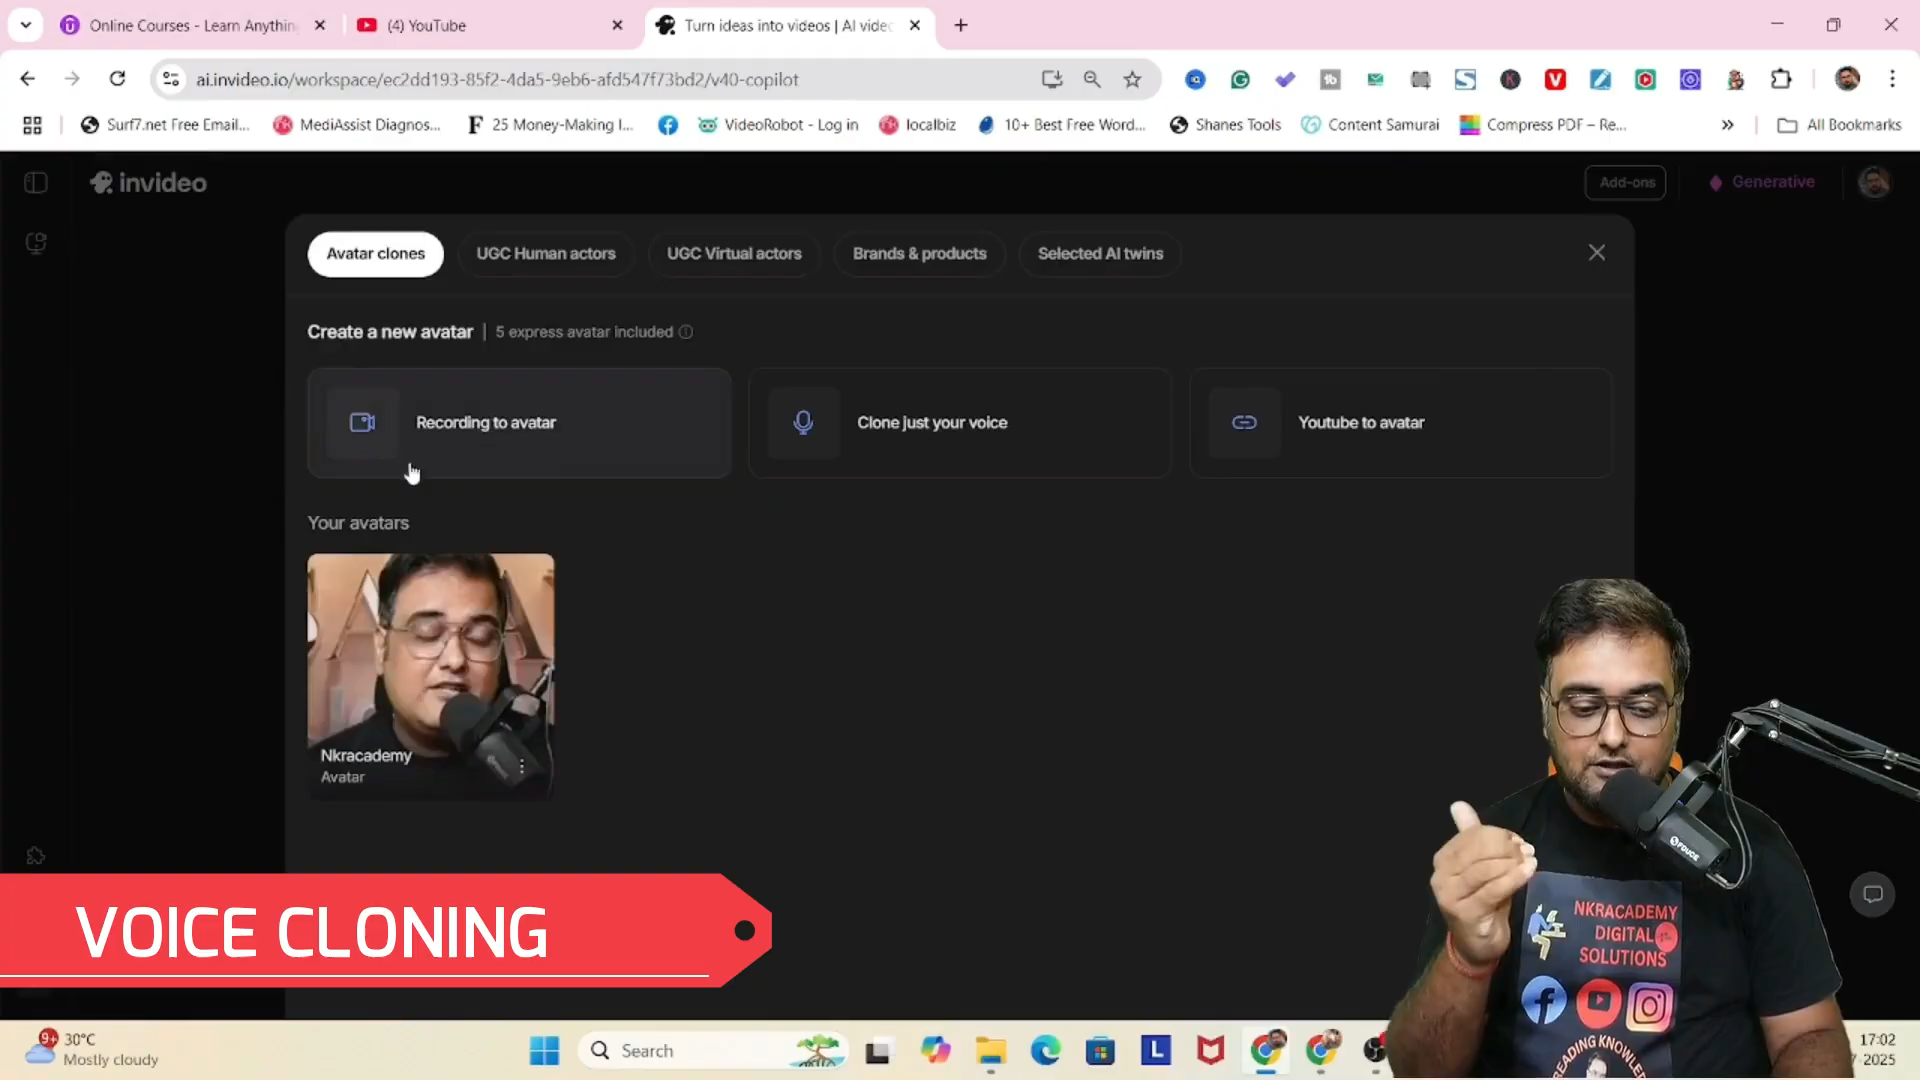 Online Courses - Learn Anythin
(4) YouTube
Turn ideas into videos | AI videc
ai.invideo.io/workspace/ec2dd193-85f2-4da5-9eb6-afd547f73bd2/v40-copilot
Surf7.net Free Email...
MediAssist Diagnos...
25 Money-Making I...
VideoRobot - Log in
localbiz
10+ Best Free Word...
Shanes Tools
Content Samurai
Compress PDF – Re...
All Bookmarks
invideo
Add-ons
Generative
Avatar clones
UGC Human actors
UGC Virtual actors
Brands & products
Selected AI twins
Create a new avatar | 5 express avatar included
Recording to avatar
Clone just your voice
Youtube to avatar
Your avatars
Nkracademy
Avatar
VOICE CLONING
FDUCE
NKRACADEMY
DIGITAL
SOLUTIONS
9+
30°C
Mostly cloudy
Search
17:02
-2025